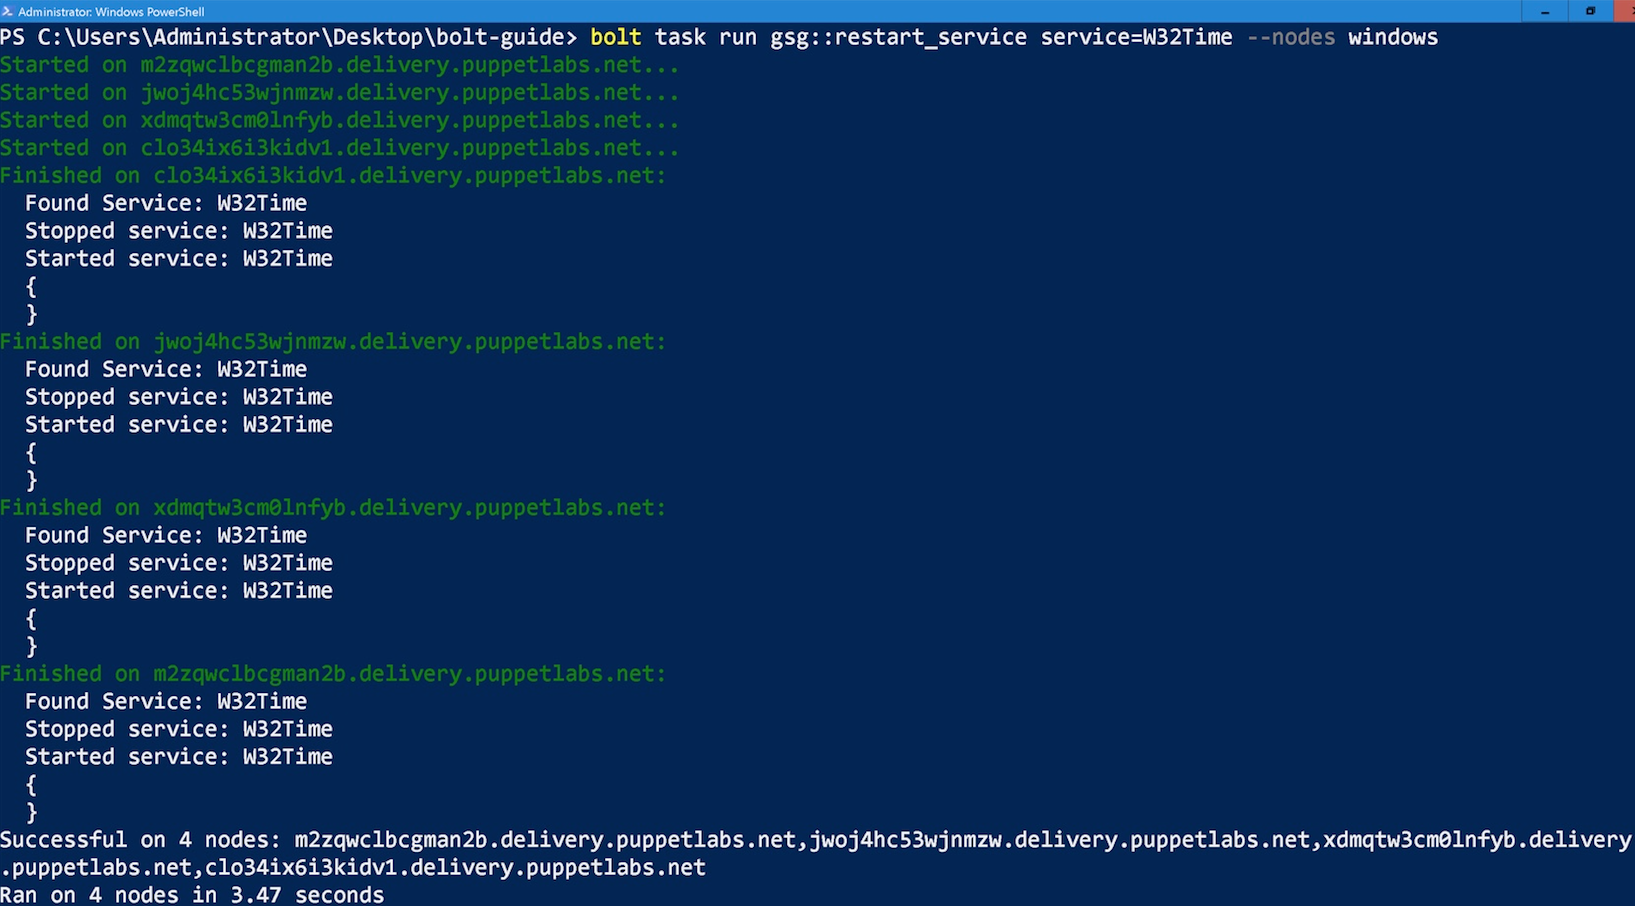 Administrator: Windows PowerShell
PS C:\Users\Administrator\Desktop\bolt-guide> bolt task run gsg::restart_service service=W32Time --nodes windows
Started on m2zqwclbcgman2b.delivery.puppetlabs.net...
Started on jwoj4hc53wjnmzw.delivery.puppetlabs.net...
Started on xdmqtw3cm0lnfyb.delivery.puppetlabs.net...
Started on clo34ix6i3kidv1.delivery.puppetlabs.net...
Finished on clo34ix6i3kidv1.delivery.puppetlabs.net:
  Found Service: W32Time
  Stopped service: W32Time
  Started service: W32Time
  {
  }
Finished on jwoj4hc53wjnmzw.delivery.puppetlabs.net:
  Found Service: W32Time
  Stopped service: W32Time
  Started service: W32Time
  {
  }
Finished on xdmqtw3cm0lnfyb.delivery.puppetlabs.net:
  Found Service: W32Time
  Stopped service: W32Time
  Started service: W32Time
  {
  }
Finished on m2zqwclbcgman2b.delivery.puppetlabs.net:
  Found Service: W32Time
  Stopped service: W32Time
  Started service: W32Time
  {
  }
Successful on 4 nodes: m2zqwclbcgman2b.delivery.puppetlabs.net,jwoj4hc53wjnmzw.delivery.puppetlabs.net,xdmqtw3cm0lnfyb.delivery
.puppetlabs.net,clo34ix6i3kidv1.delivery.puppetlabs.net
Ran on 4 nodes in 3.47 seconds